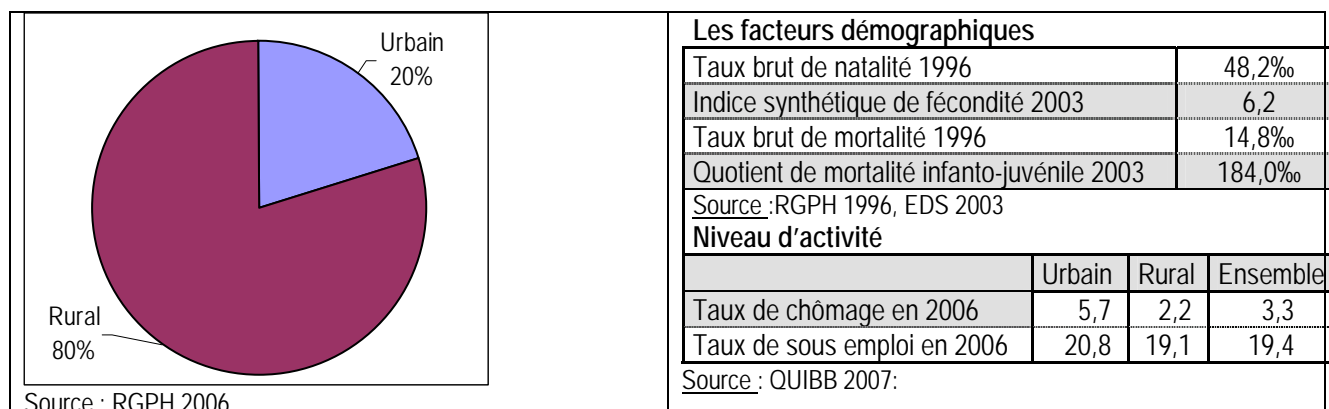 Urbain
20%
Rural
80%
Source : RGPH 2006
Les facteurs démographiques
Taux brut de natalité 1996 48,2‰
Indice synthétique de fécondité 2003 6,2
Taux brut de mortalité 1996 14,8‰
Quotient de mortalité infanto-juvénile 2003 184,0‰
Source :RGPH 1996, EDS 2003
Niveau d’activité
Urbain Rural Ensemble
Taux de chômage en 2006 5,7 2,2 3,3
Taux de sous emploi en 2006 20,8 19,1 19,4
Source : QUIBB 2007: